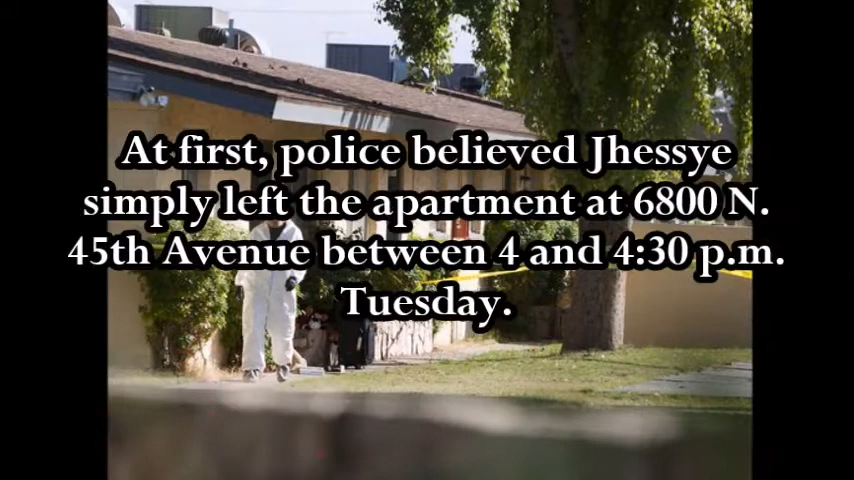 At first, police believed Jhessye
simply left the apartment at 6800 N.
45th Avenue between 4 and 4:30 p.m.
Tuesday.